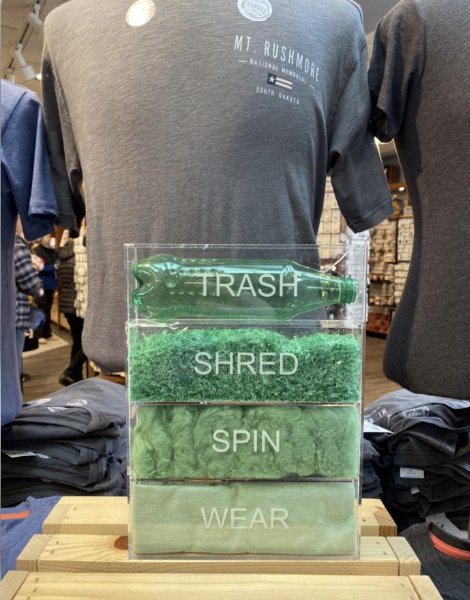 MT. RUSHMORE
NATIONAL MEMORIAL
SOUTH DAKOTA
TRASH
SHRED
SPIN
WEAR